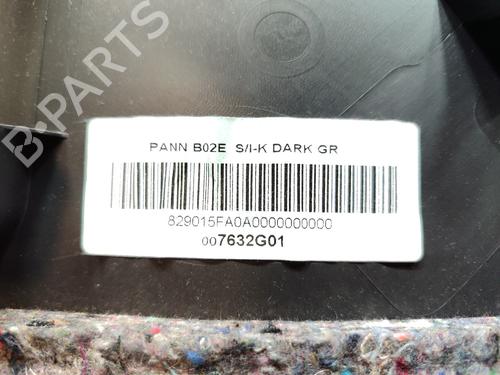 B-PARTS
PANN B02E S/I-K DARK GR
829015FA0A0000000000
007632G01